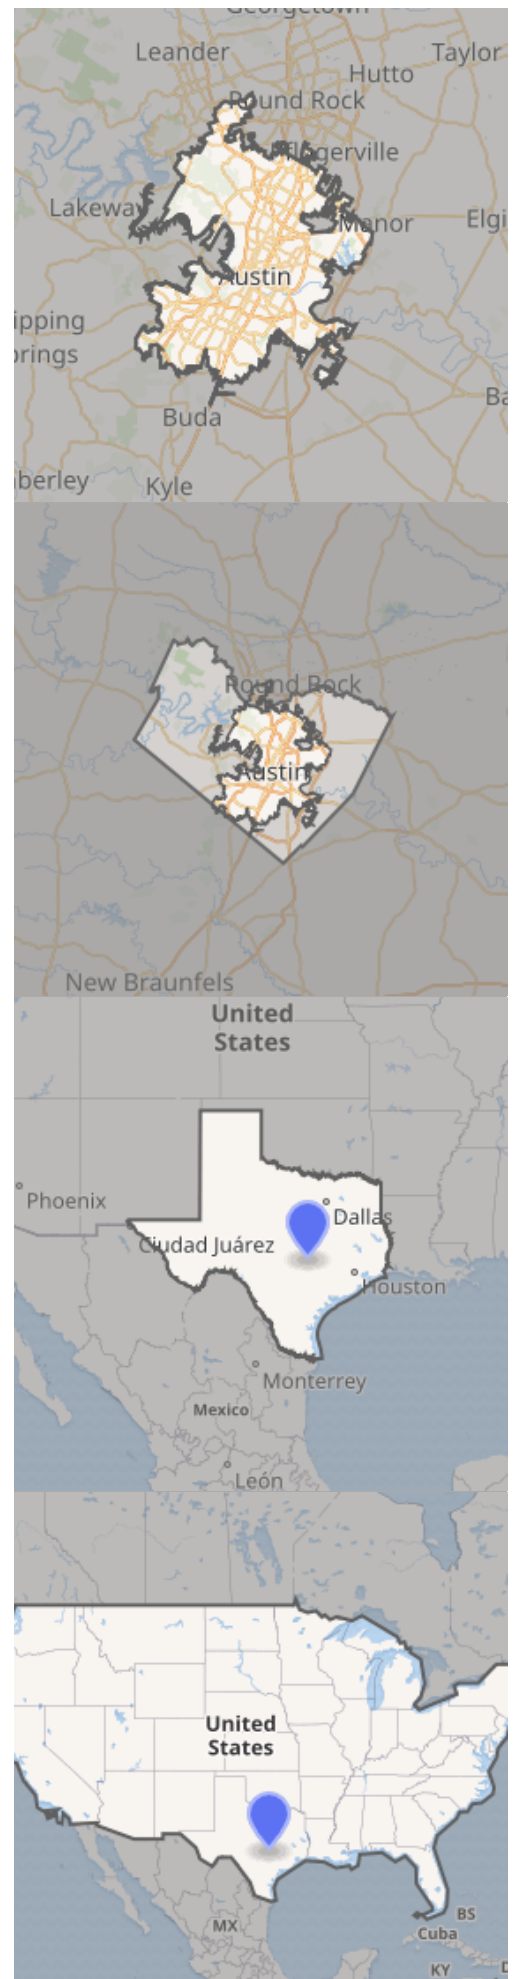 Georgetown
Leander
Taylor
Hutto
Round Rock
Pflugerville
Lakeway
Manor
Elgi
Austin
ipping
prings
Buda
Ba
berley
Kyle
Round Rock
Austin
New Braunfels
United
States
Phoenix
Dallas
Ciudad Juárez
Houston
Monterrey
Mexico
León
United
States
MX
BS
Cuba
KY